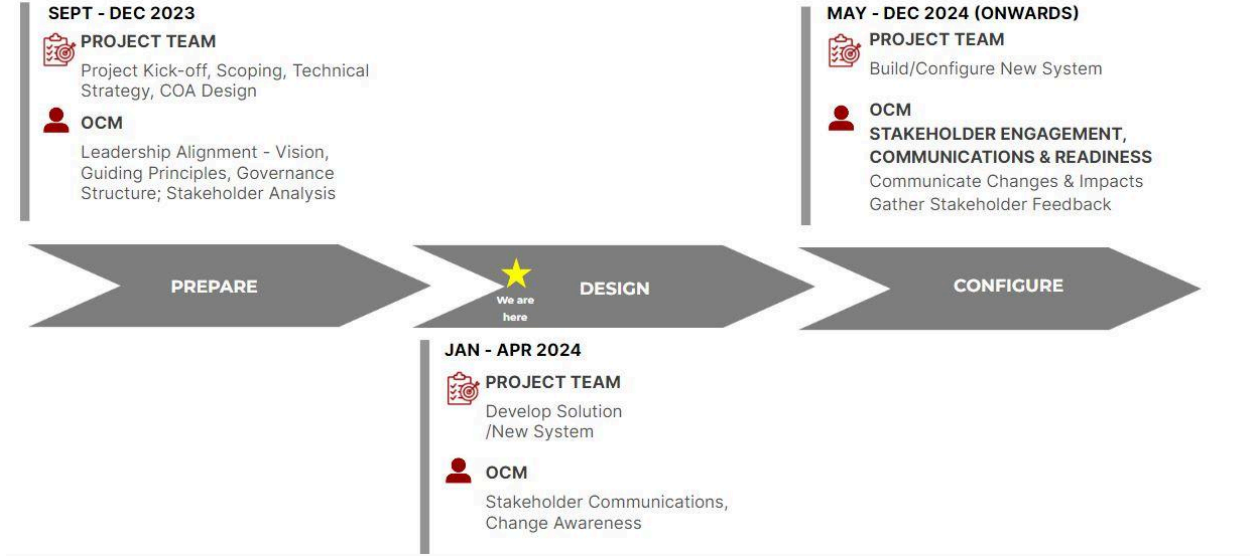 SEPT - DEC 2023
PROJECT TEAM
Project Kick-off, Scoping, Technical
Strategy, COA Design
OCM
Leadership Alignment - Vision,
Guiding Principles, Governance
Structure; Stakeholder Analysis
MAY - DEC 2024 (ONWARDS)
PROJECT TEAM
Build/Configure New System
OCM
STAKEHOLDER ENGAGEMENT,
COMMUNICATIONS & READINESS
Communicate Changes & Impacts
Gather Stakeholder Feedback
PREPARE
We are
here
DESIGN
CONFIGURE
JAN - APR 2024
PROJECT TEAM
Develop Solution
/New System
OCM
Stakeholder Communications,
Change Awareness